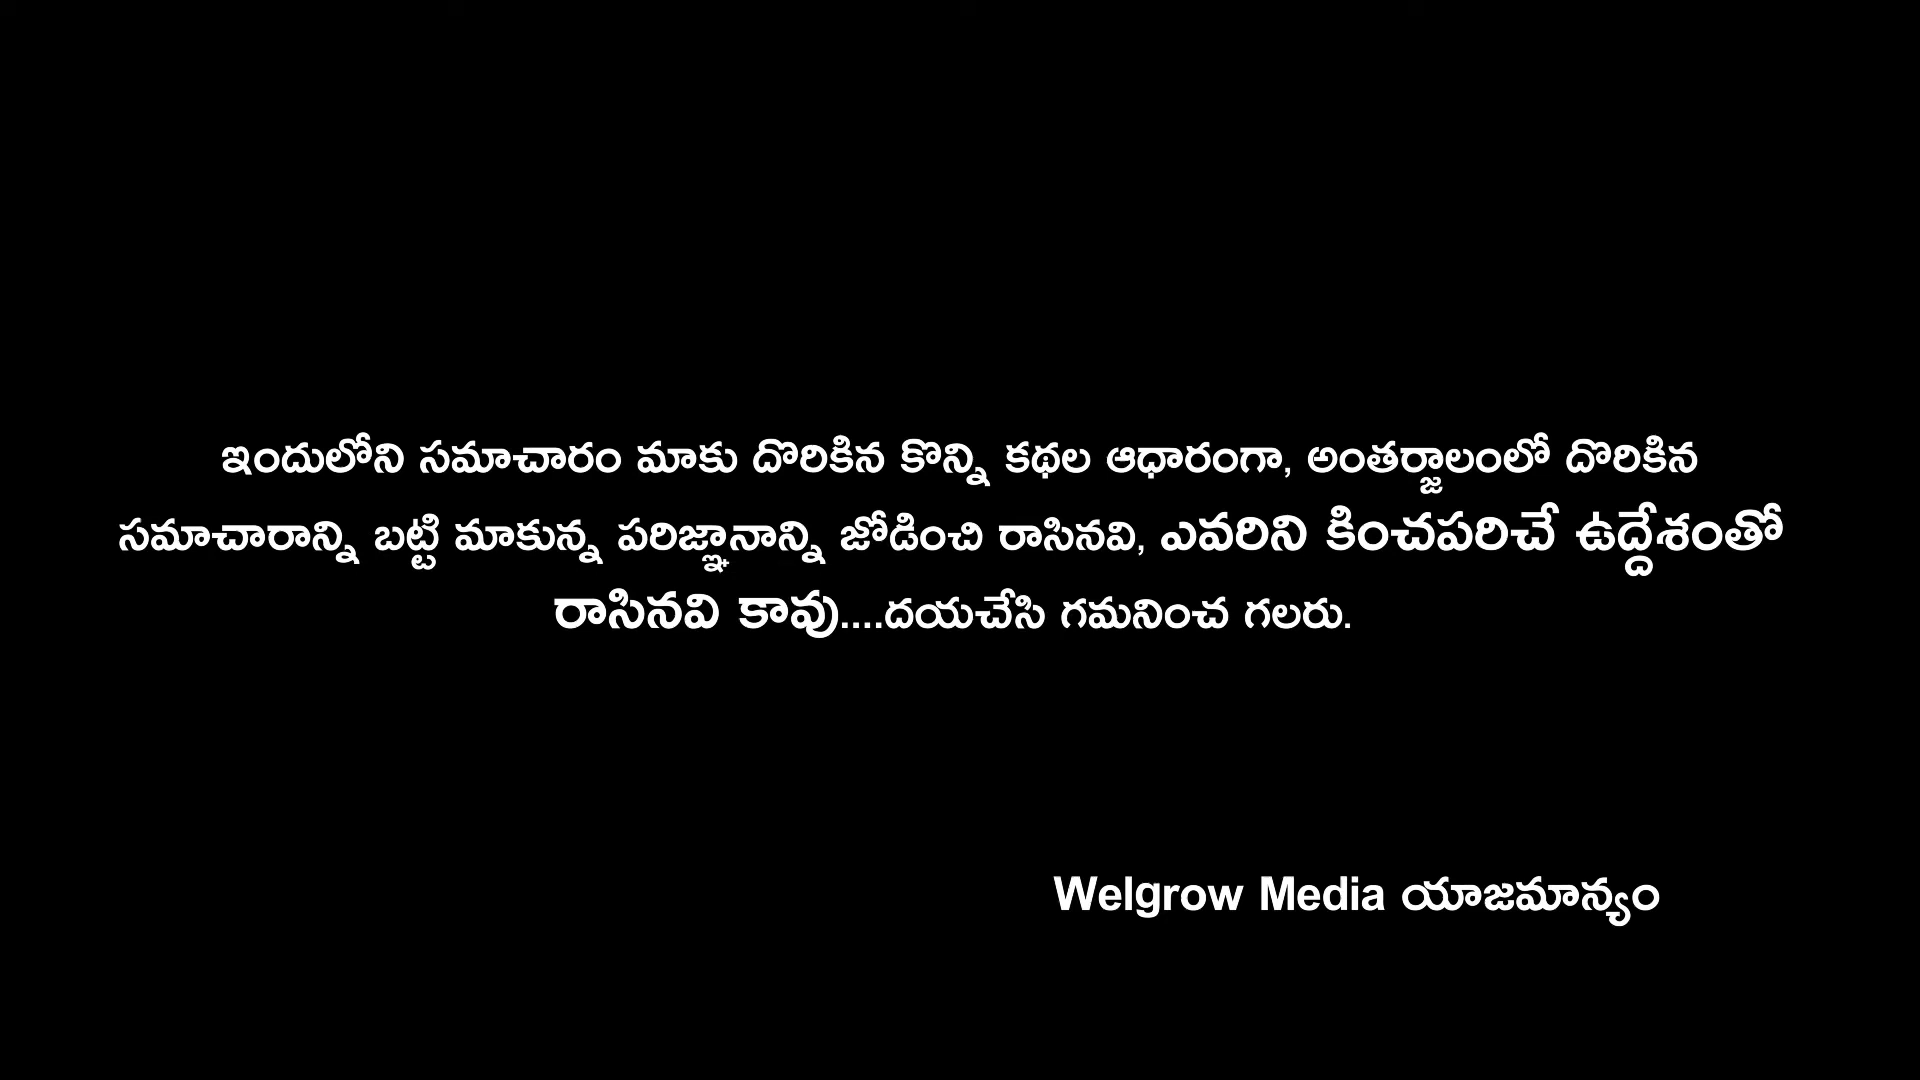 ఇందులోని సమాచారం మాకు దొరికిన కొన్ని కథల ఆధారంగా, అంతర్జాలంలో దొరికిన
సమాచారాన్ని బట్టి మాకున్న పరిజ్ఞానాన్ని జోడించి రాసినవి, ఎవరిని కించపరిచే ఉద్దేశంతో
రాసినవి కావు....దయచేసి గమనించ గలరు.
Welgrow Media యాజమాన్యం